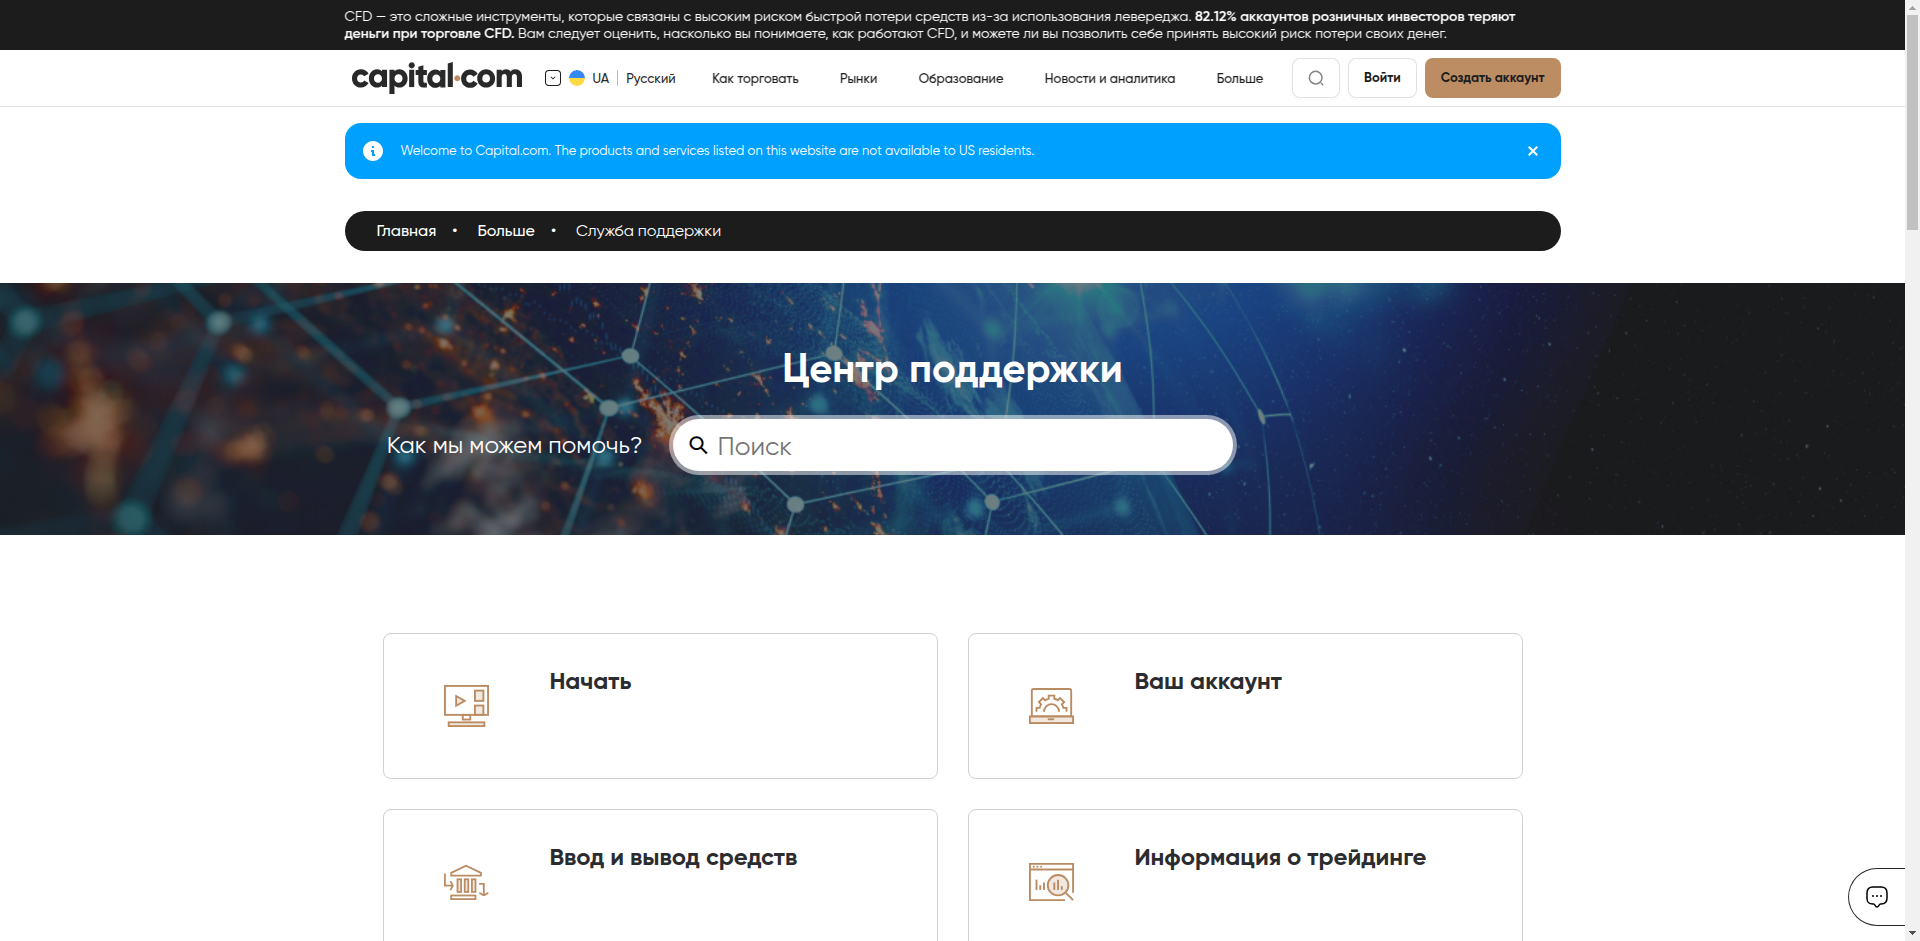 CFD — это сложные инструменты, которые связаны с высоким риском быстрой потери средств из-за использования левереджа. 82.12% аккаунтов розничных инвесторов теряют
деньги при торговле CFD. Вам следует оценить, насколько вы понимаете, как работают CFD, и можете ли вы позволить себе принять высокий риск потери своих денег.
capital.com UA Русский Как торговать Рынки Образование Новости и аналитика Больше Войти Создать аккаунт
Welcome to Capital.com. The products and services listed on this website are not available to US residents.
Главная • Больше • Служба поддержки
Центр поддержки
Как мы можем помочь? Поиск
Начать Ваш аккаунт
Ввод и вывод средств Информация о трейдинге